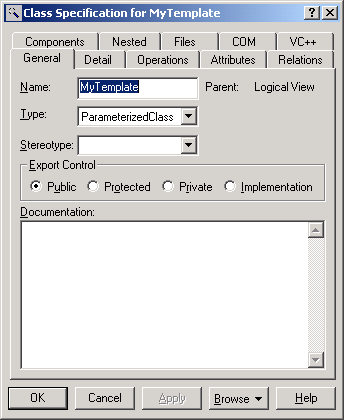 Class Specification for MyTemplate
Components Nested Files COM VC++
General Detail Operations Attributes Relations
Name: MyTemplate Parent: Logical View
Type: ParameterizedClass
Stereotype:
Export Control
Public Protected Private Implementation
Documentation:
OK Cancel Apply Browse Help